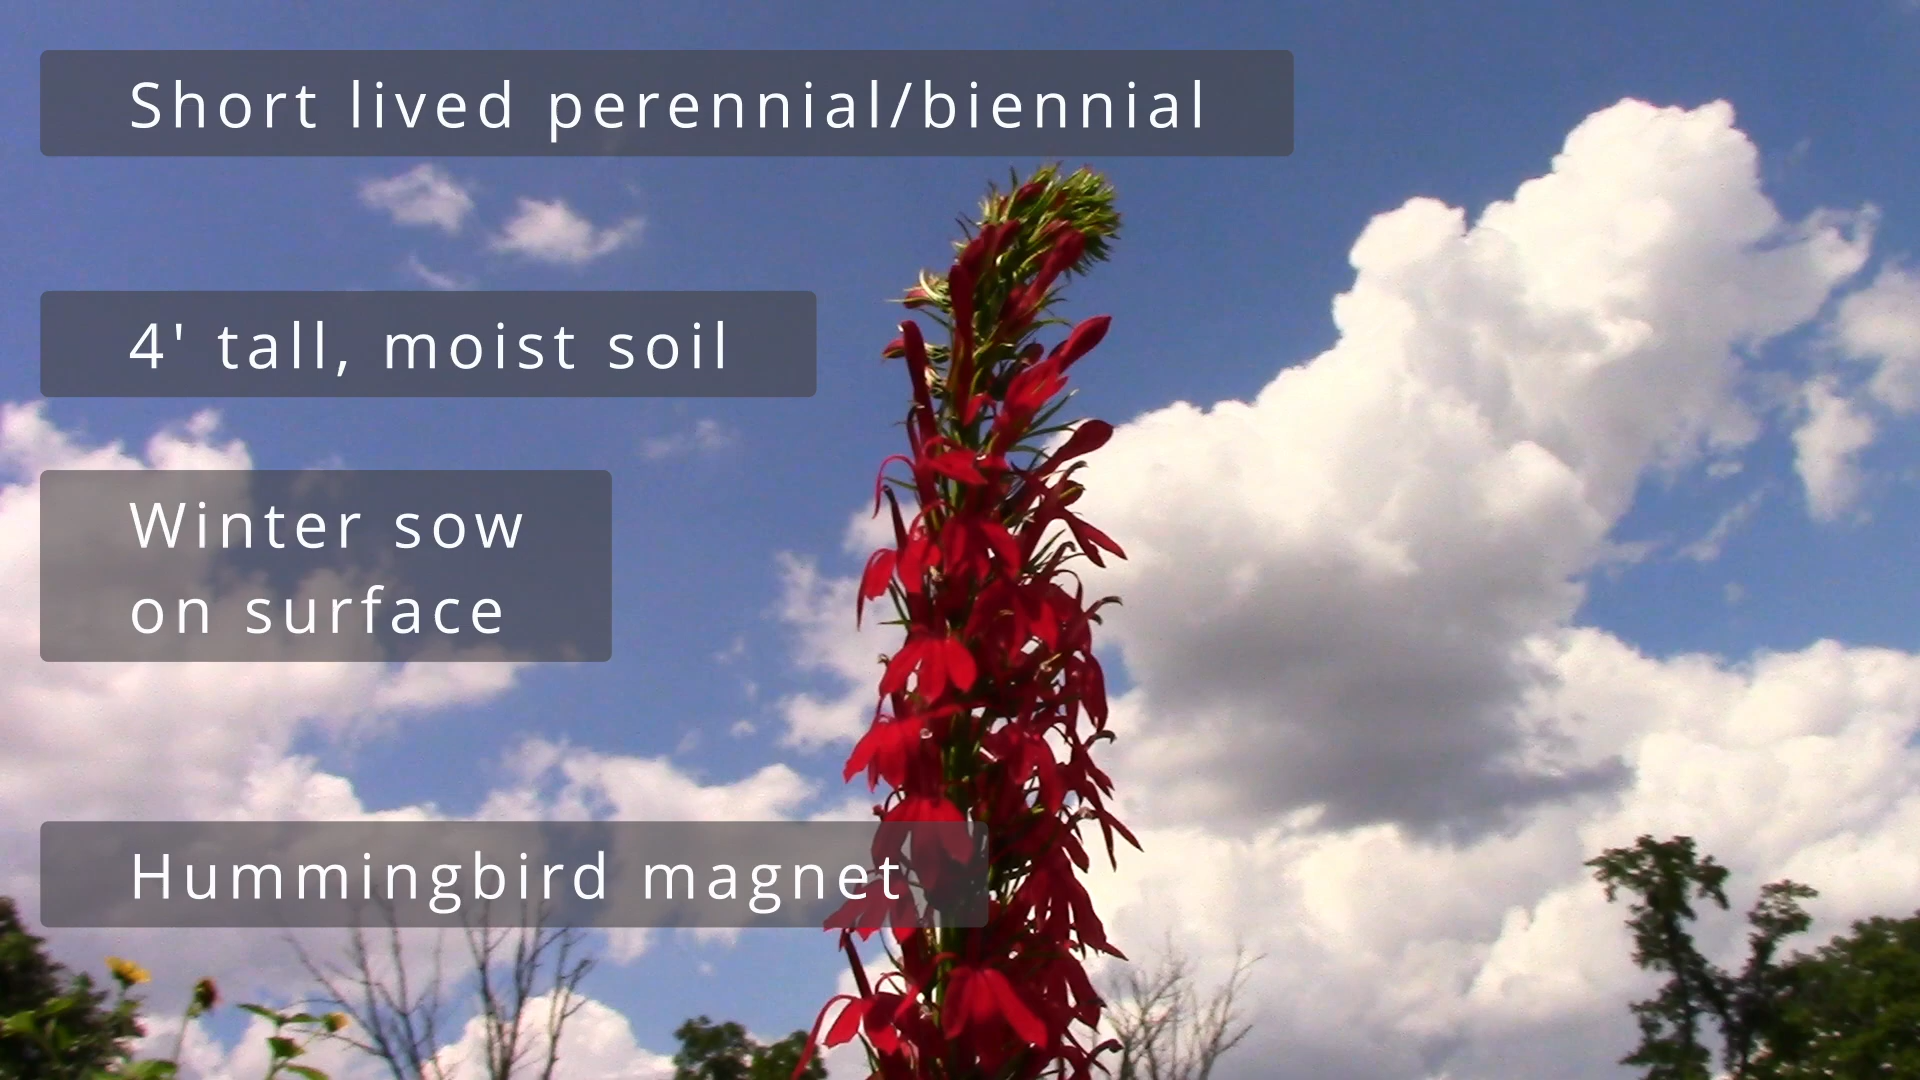 Short lived perennial/biennial
4' tall, moist soil
Winter sow
on surface
Hummingbird magnet